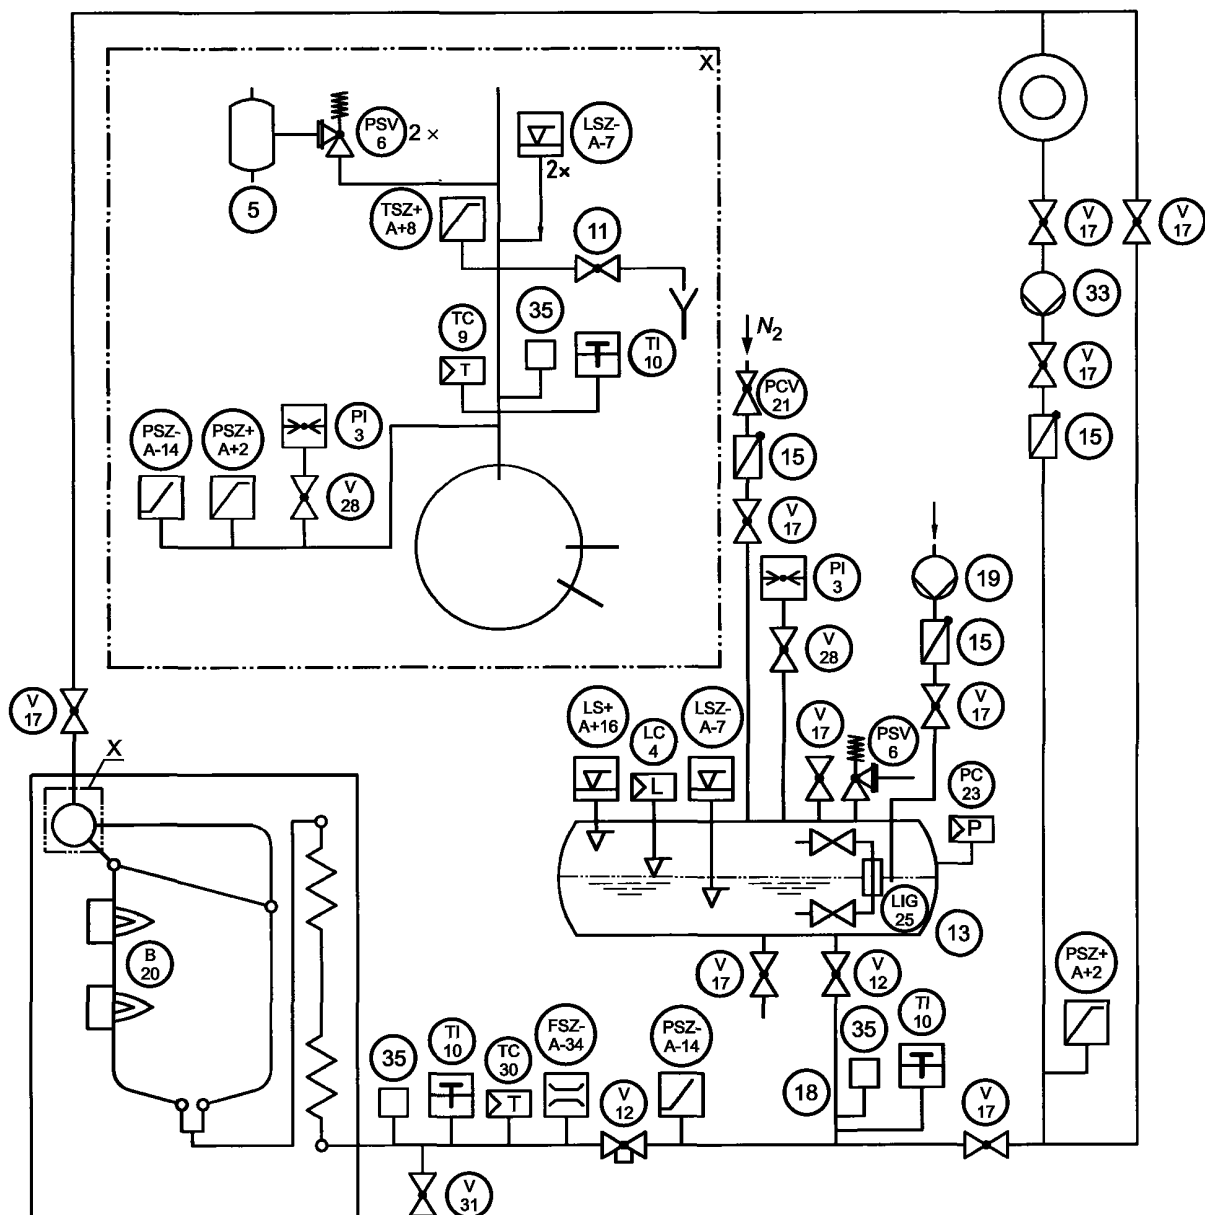 X
PSV
6
2 ×
LSZ-
A-7
2x
5
TSZ+
A+8
11
V
17
V
17
33
35
TC
9
T
TI
10
N₂
PCV
21
V
17
PI
3
PSZ-
A-14
PSZ+
A+2
15
15
V
28
V
17
PI
3
19
V
28
15
V
17
LS+
A+16
LSZ-
A-7
V
17
PSV
6
V
17
LC
4
L
X
PC
23
P
LIG
25
13
B
20
V
17
V
12
PSZ+
A+2
35
TI
10
35
TI
10
TC
30
T
FSZ-
A-34
PSZ-
A-14
V
12
18
V
17
V
31